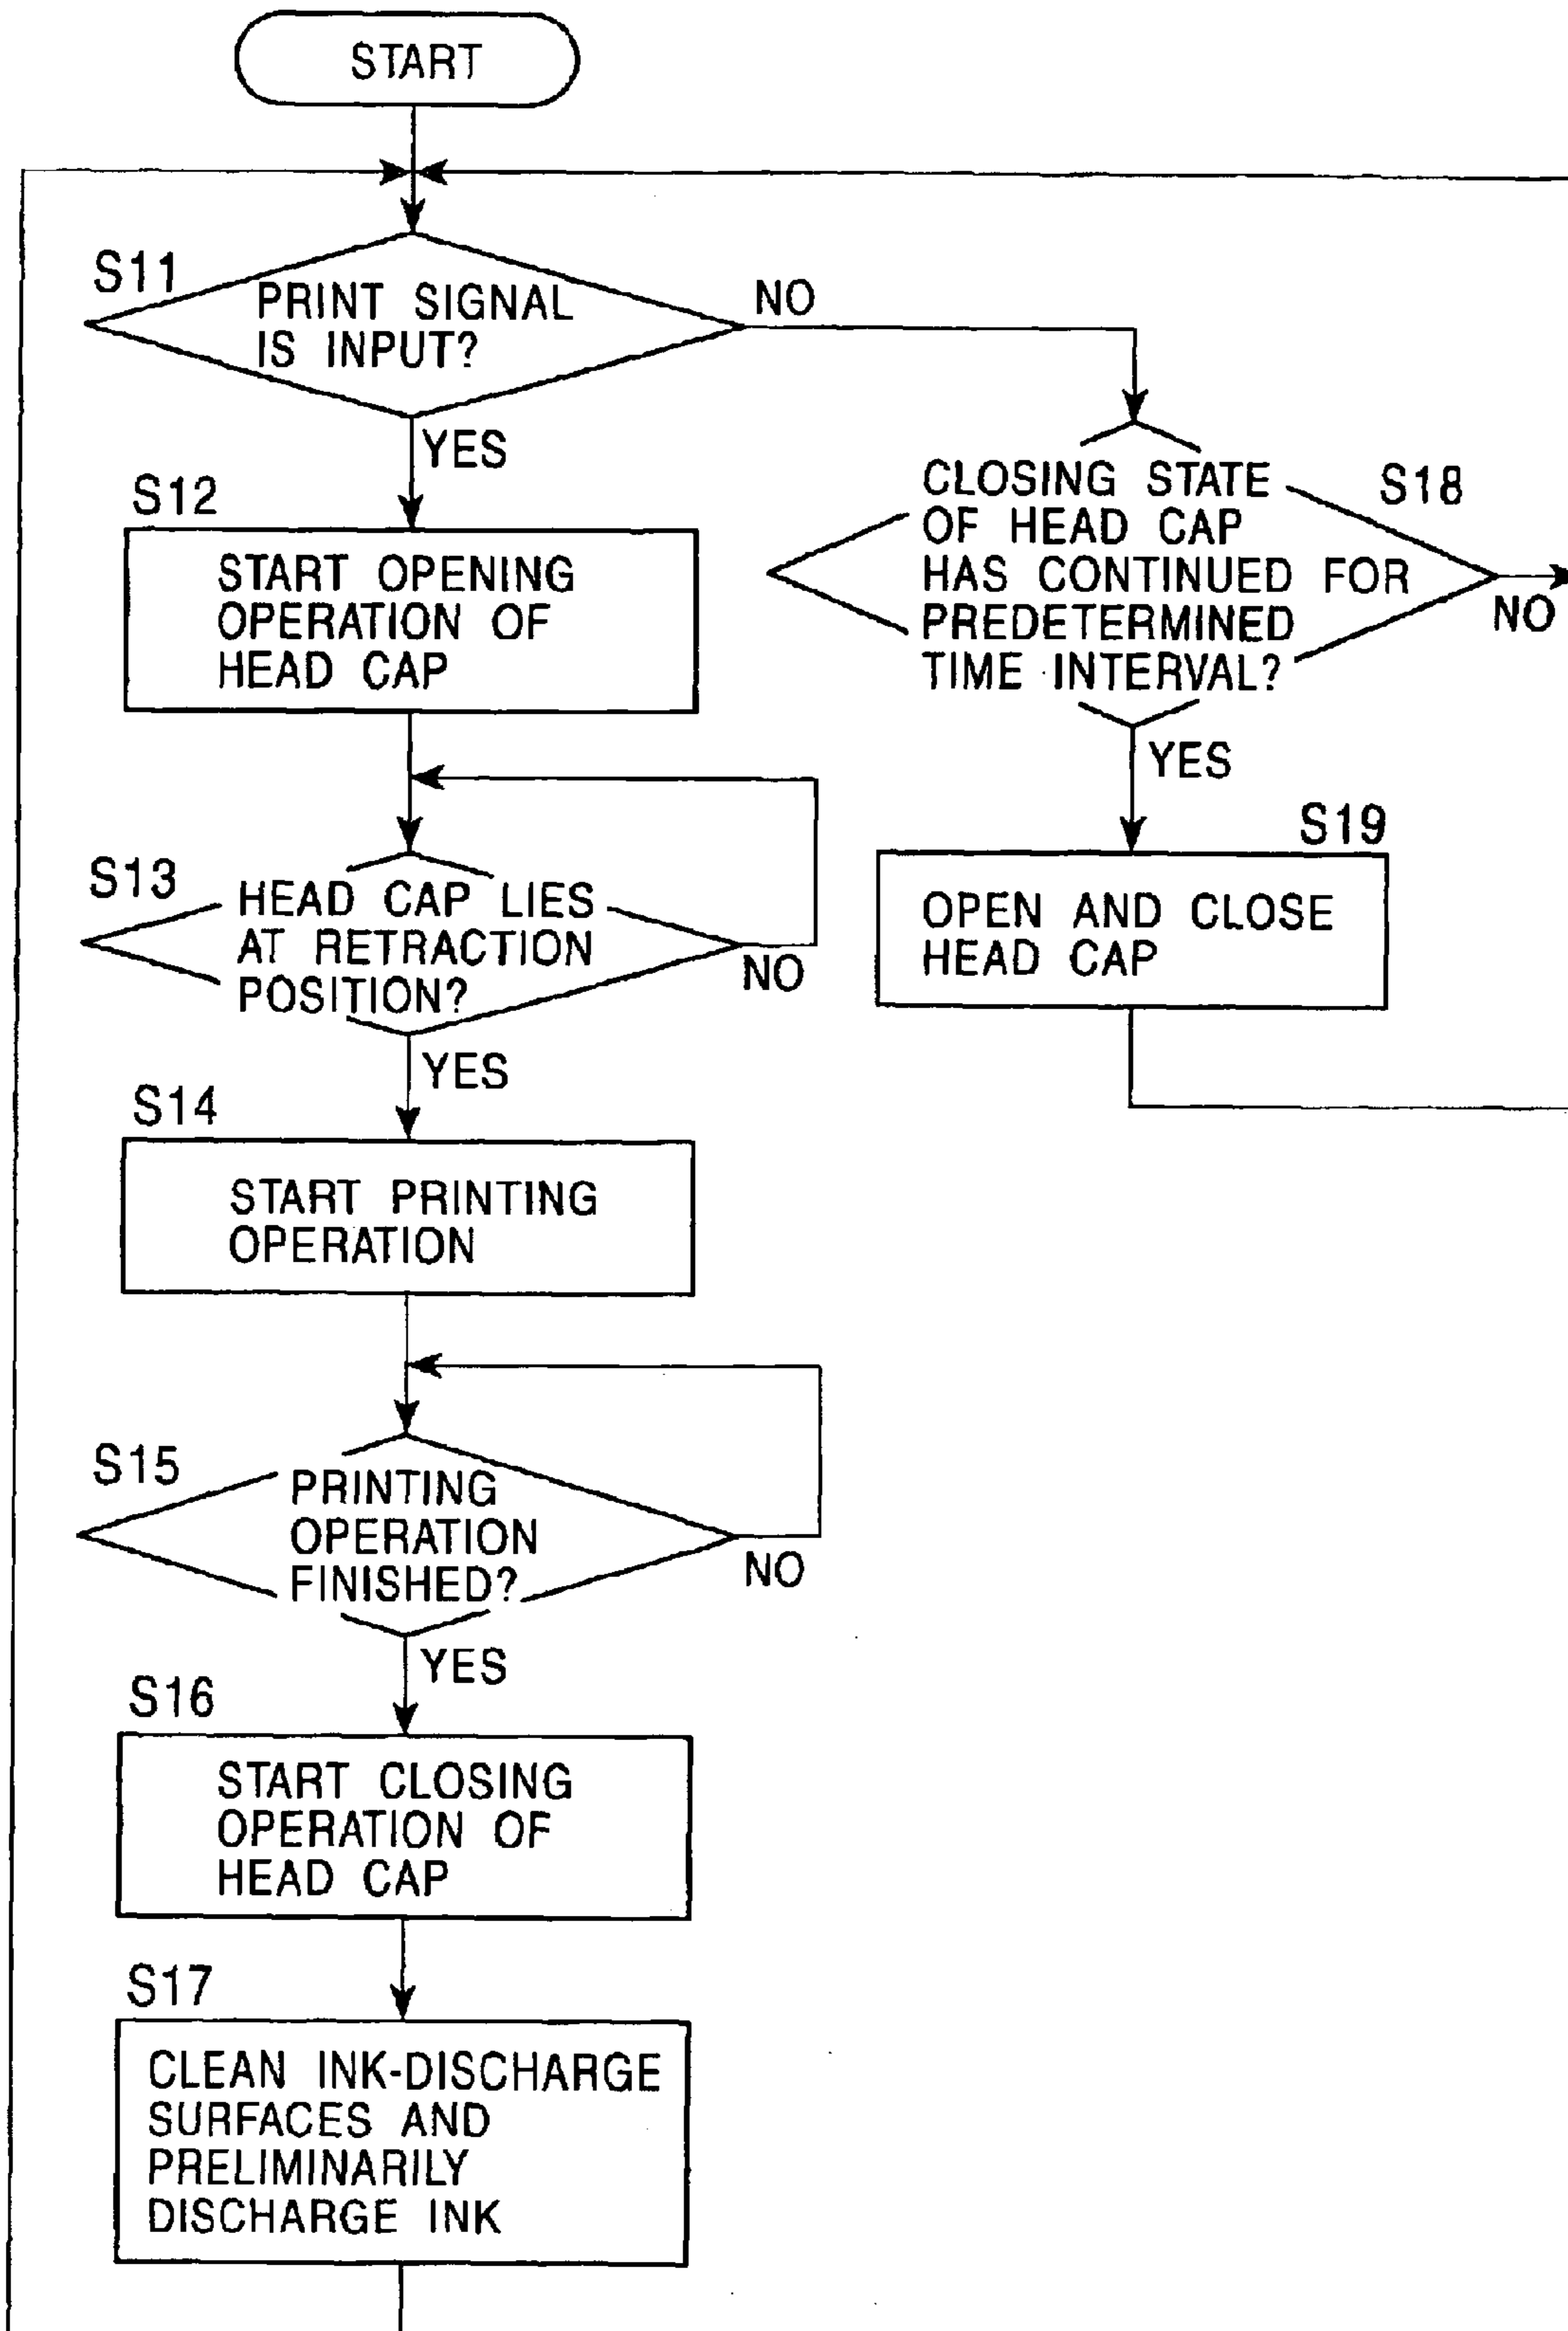 START
S11
PRINT SIGNAL
IS INPUT?
NO
YES
S12
START OPENING
OPERATION OF
HEAD CAP
S13
HEAD CAP LIES
AT RETRACTION
POSITION?
NO
YES
S14
START PRINTING
OPERATION
S15
PRINTING
OPERATION
FINISHED?
NO
YES
S16
START CLOSING
OPERATION OF
HEAD CAP
S17
CLEAN INK-DISCHARGE
SURFACES AND
PRELIMINARILY
DISCHARGE INK
S18
CLOSING STATE
OF HEAD CAP
HAS CONTINUED FOR
PREDETERMINED
TIME INTERVAL?
NO
YES
S19
OPEN AND CLOSE
HEAD CAP